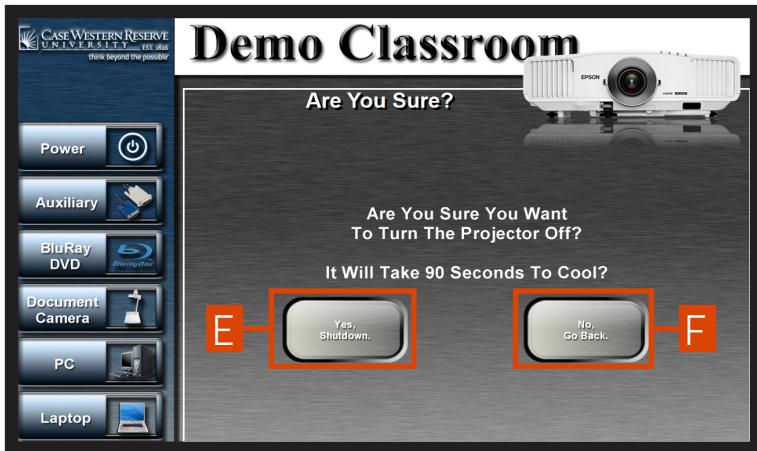 CASE WESTERN RESERVE
UNIVERSITY EST. 1826
think beyond the possible
Demo Classroom
EPSON
Are You Sure?
Power
Auxiliary
BluRay
DVD
Blu-ray Disc
Document
Camera
PC
Laptop
Are You Sure You Want
To Turn The Projector Off?
It Will Take 90 Seconds To Cool?
E
Yes,
Shutdown.
No,
Go Back.
F